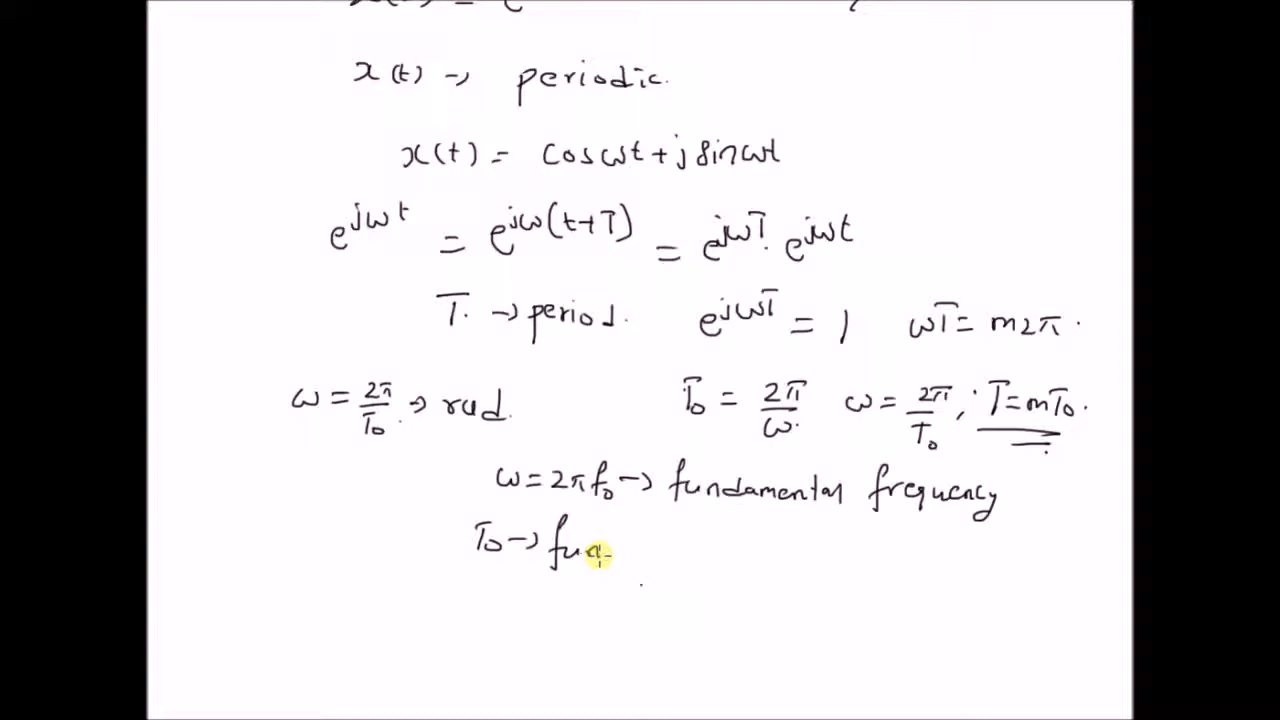 x(t) → periodic.
x(t) = cosωt + j sinωt
e^{jωt} = e^{jω(t+T)} = e^{jωT} . e^{jωt}
T. → period. e^{jωT} = 1 ωT = m2π .
ω = 2π/T₀ . → rad. T₀ = 2π/ω. ω = 2π/T₀ , . T = mT₀ .
ω = 2πf₀ → fundamental frequency
T₀ → fun